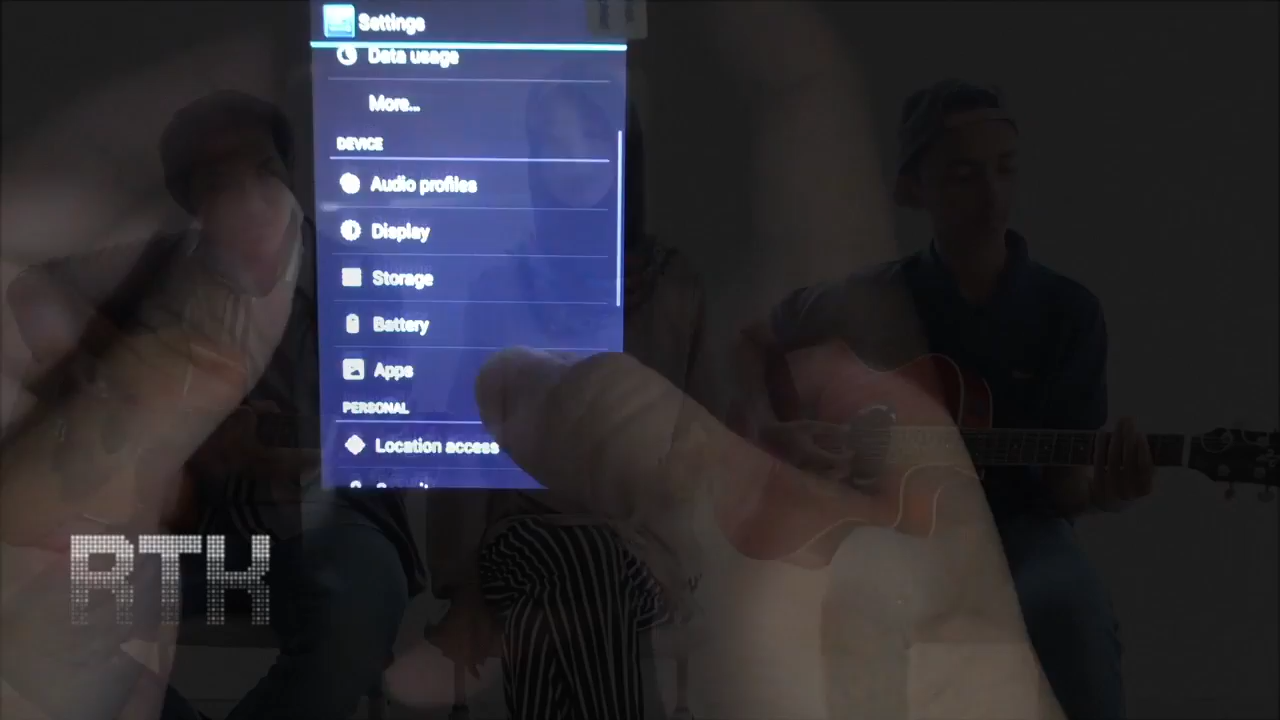 Settings
Data usage
More...
DEVICE
Audio profiles
Display
Storage
Battery
Apps
PERSONAL
Location access
RTK